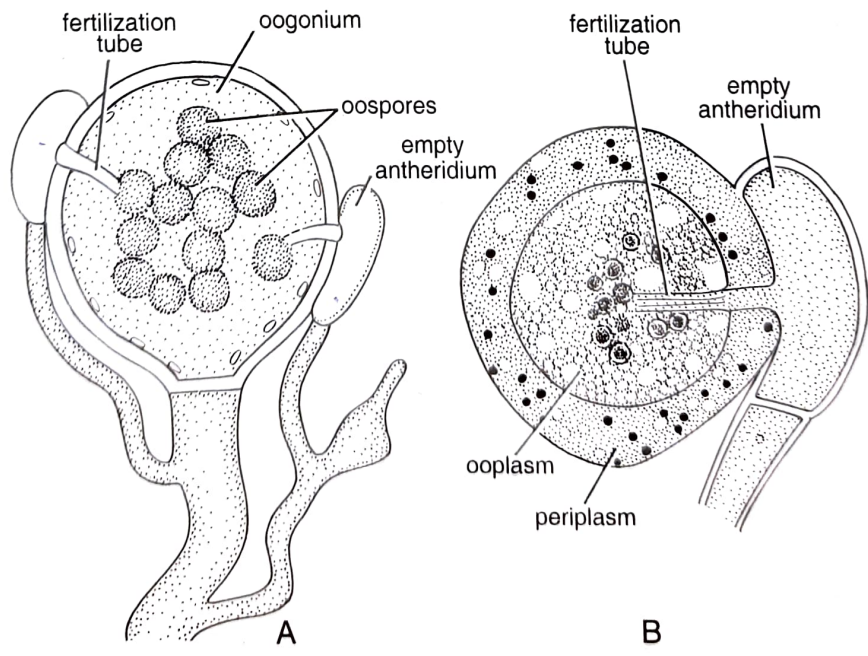 fertilization
tube
oogonium
oospores
empty
antheridium
A
fertilization
tube
empty
antheridium
ooplasm
periplasm
B